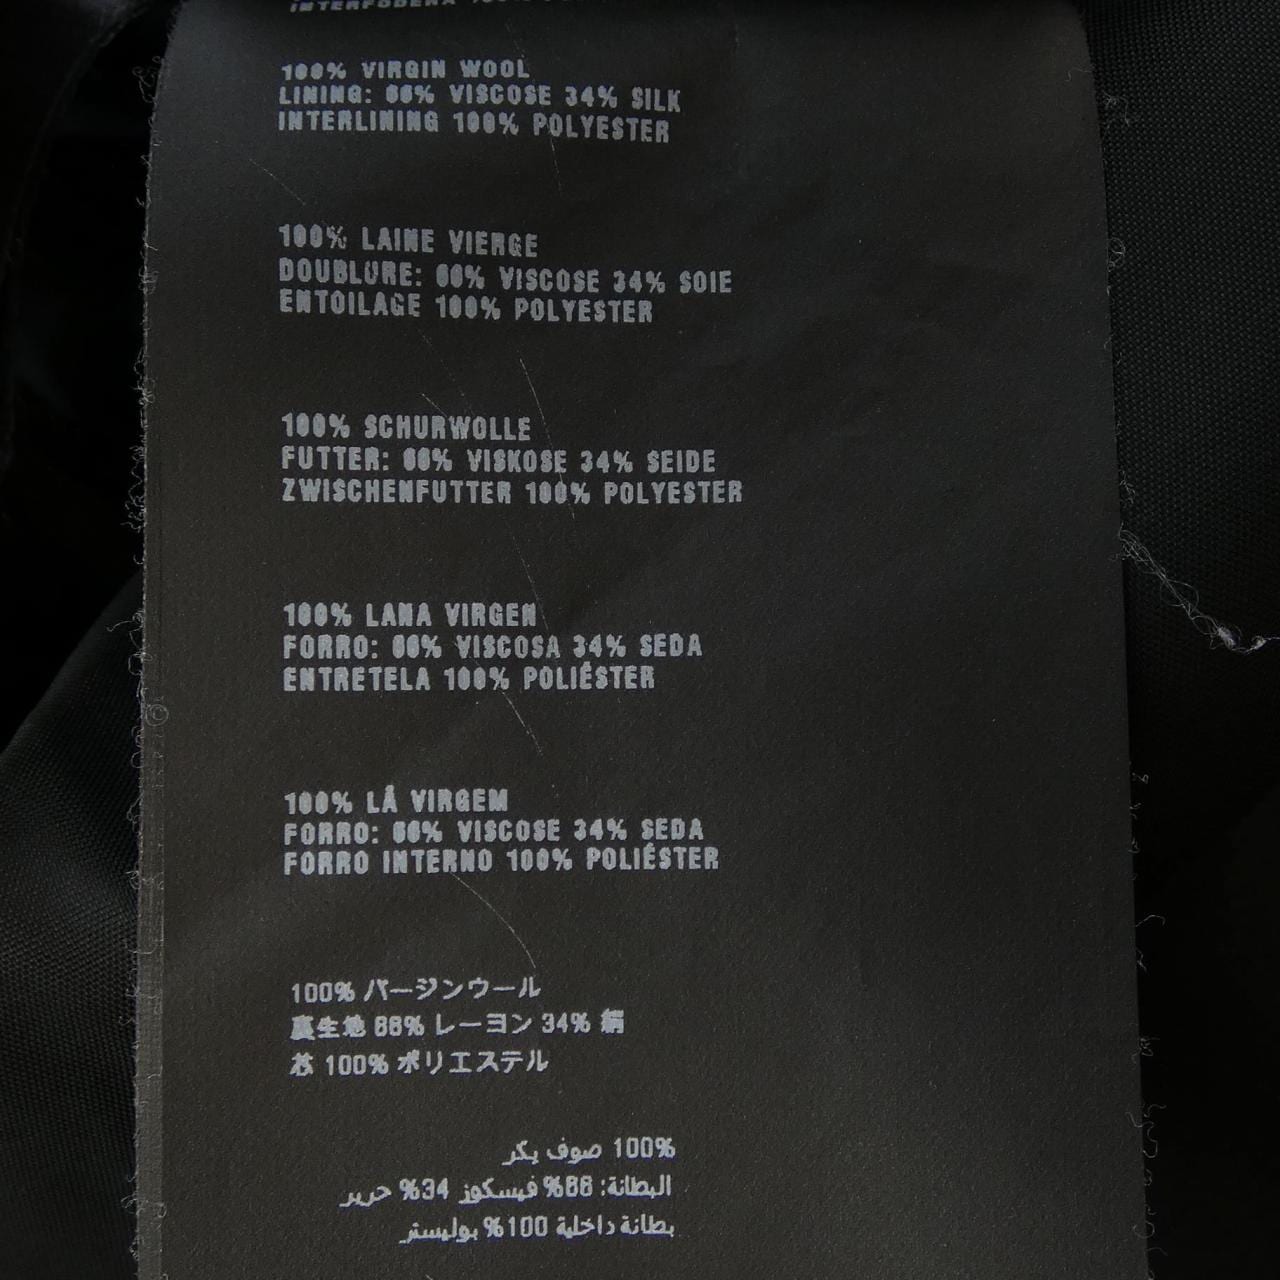 INTERFODERA 100%
100% VIRGIN WOOL
LINING: 66% VISCOSE 34% SILK
INTERLINING 100% POLYESTER
100% LAINE VIERGE
DOUBLURE: 66% VISCOSE 34% SOIE
ENTOILAGE 100% POLYESTER
100% SCHURWOLLE
FUTTER: 66% VISKOSE 34% SEIDE
ZWISCHENFUTTER 100% POLYESTER
100% LANA VIRGEN
FORRO: 66% VISCOSA 34% SEDA
ENTRETELA 100% POLIÉSTER
100% LÃ VIRGEM
FORRO: 66% VISCOSE 34% SEDA
FORRO INTERNO 100% POLIÉSTER
100% バージンウール
裏生地 66% レーヨン 34% 絹
芯 100% ポリエステル
100% صوف بكر
البطانة: 66% فيسكوز 34% حرير
بطانة داخلية 100% بوليستر